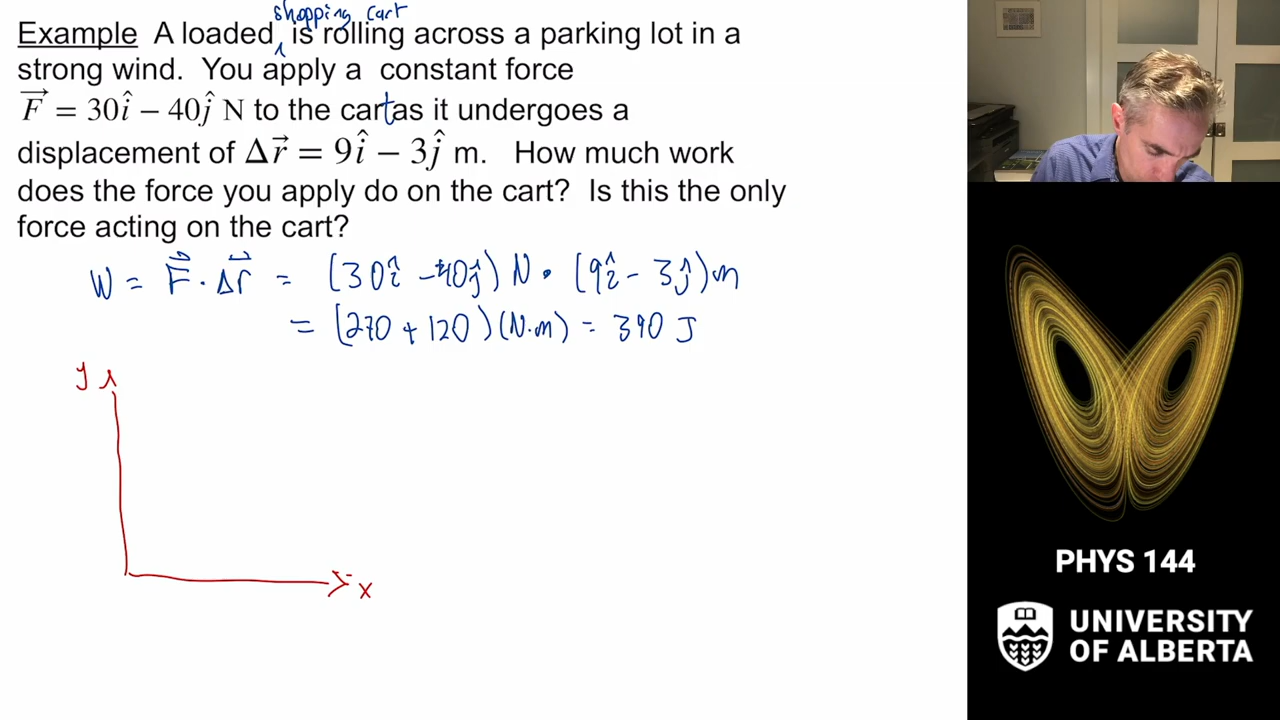 shopping cart
Example A loaded ʌ is rolling across a parking lot in a
strong wind. You apply a constant force
F⃗ = 30î − 40ĵ N to the cartas it undergoes a
displacement of Δr⃗ = 9î − 3ĵ m. How much work
does the force you apply do on the cart? Is this the only
force acting on the cart?
W = F⃗ · Δr⃗ = (30î − 40ĵ) N · (9î − 3ĵ) m
= (270 + 120) (N·m) = 390 J
y
x
PHYS 144
UNIVERSITY
OF ALBERTA